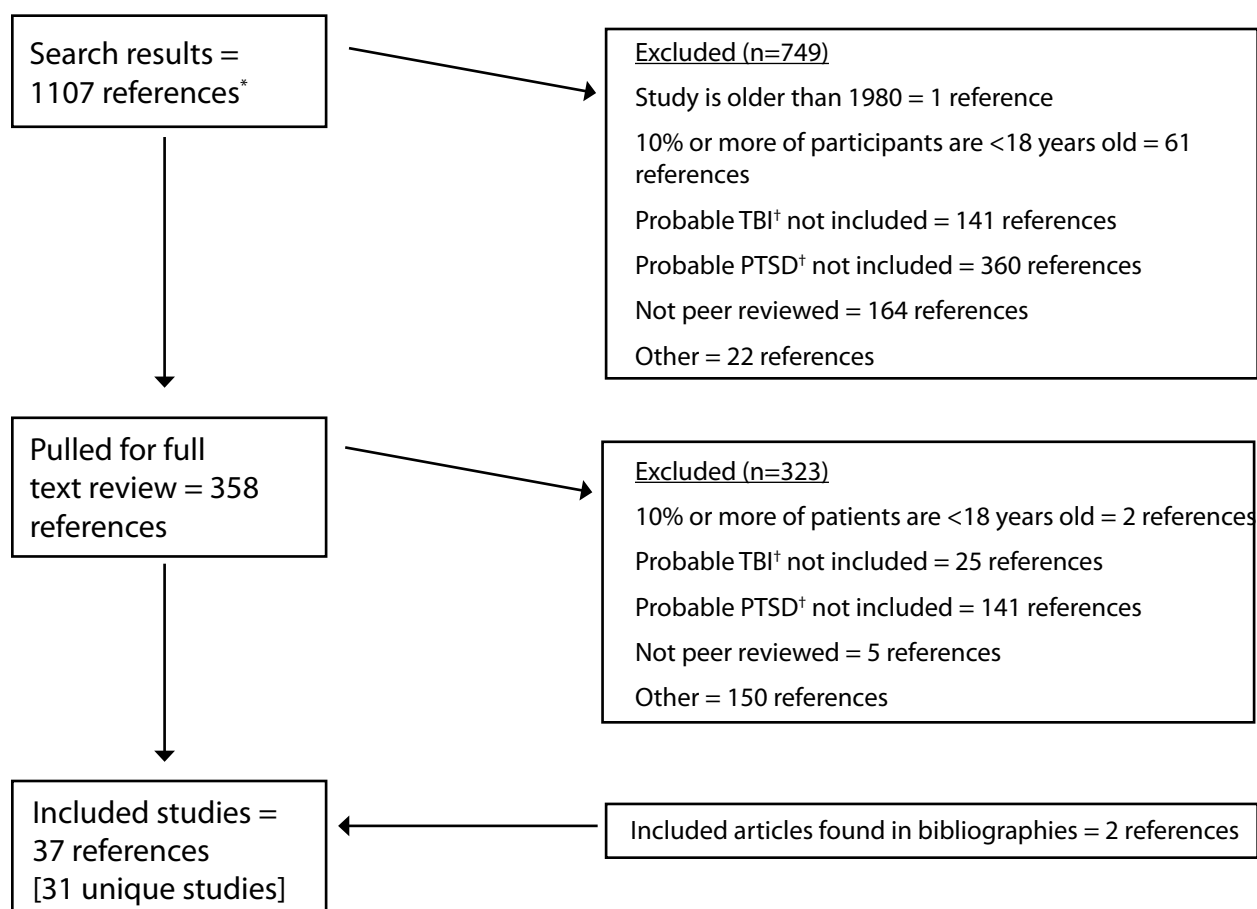 Search results =
1107 references*
Excluded (n=749)
Study is older than 1980 = 1 reference
10% or more of participants are <18 years old = 61
references
Probable TBI† not included = 141 references
Probable PTSD† not included = 360 references
Not peer reviewed = 164 references
Other = 22 references
Pulled for full
text review = 358
references
Excluded (n=323)
10% or more of patients are <18 years old = 2 references
Probable TBI† not included = 25 references
Probable PTSD† not included = 141 references
Not peer reviewed = 5 references
Other = 150 references
Included studies =
37 references
[31 unique studies]
Included articles found in bibliographies = 2 references